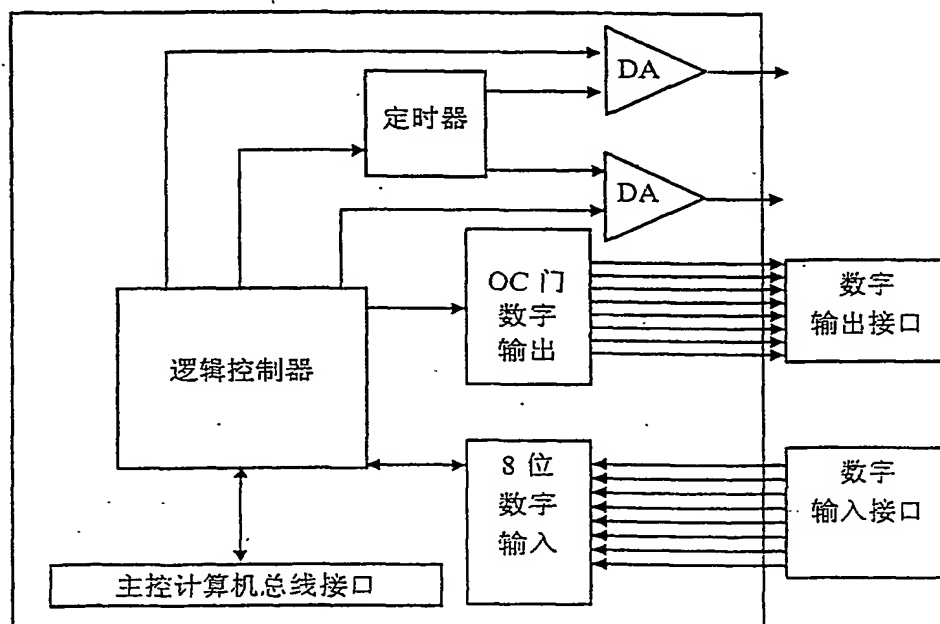 DA
定时器
DA
OC 门
数字
输出
数字
输出接口
逻辑控制器
8 位
数字
输入
数字
输入接口
主控计算机总线接口